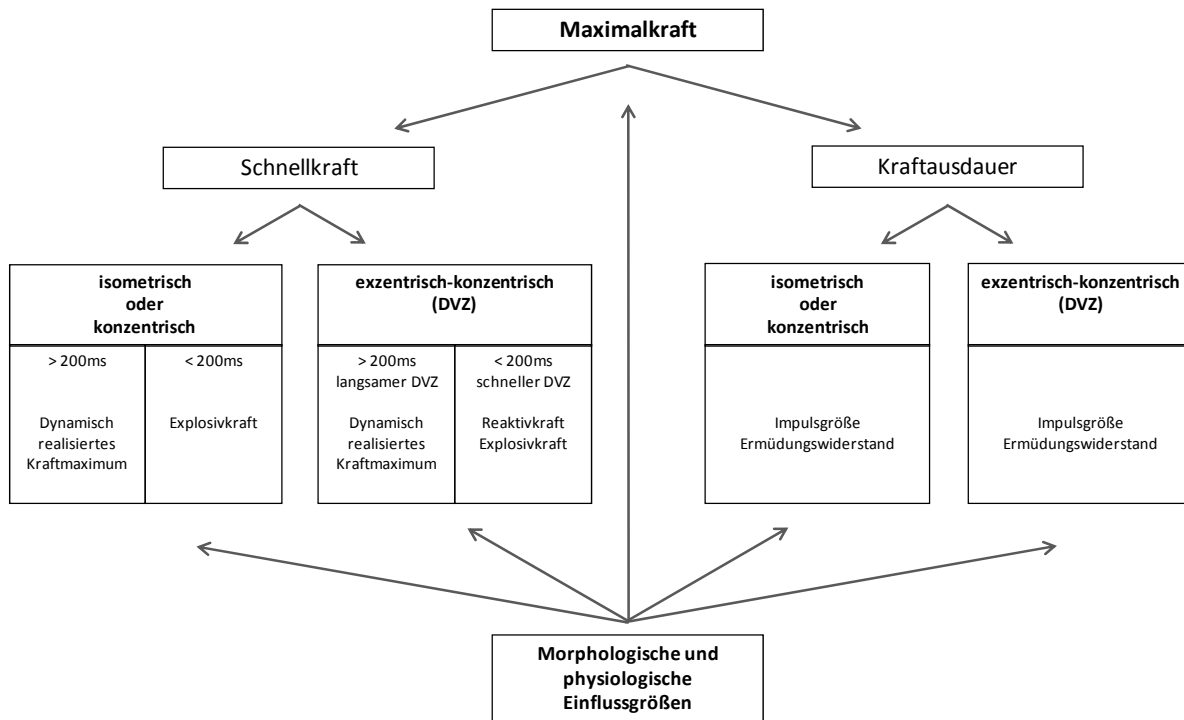 Maximalkraft
Schnellkraft
Kraftausdauer
isometrisch
oder
konzentrisch
> 200ms
Dynamisch
realisiertes
Kraftmaximum
< 200ms
Explosivkraft
exzentrisch-konzentrisch
(DVZ)
> 200ms
langsamer DVZ
Dynamisch
realisiertes
Kraftmaximum
< 200ms
schneller DVZ
Reaktivkraft
Explosivkraft
isometrisch
oder
konzentrisch
Impulsgröße
Ermüdungswiderstand
exzentrisch-konzentrisch
(DVZ)
Impulsgröße
Ermüdungswiderstand
Morphologische und
physiologische
Einflussgrößen